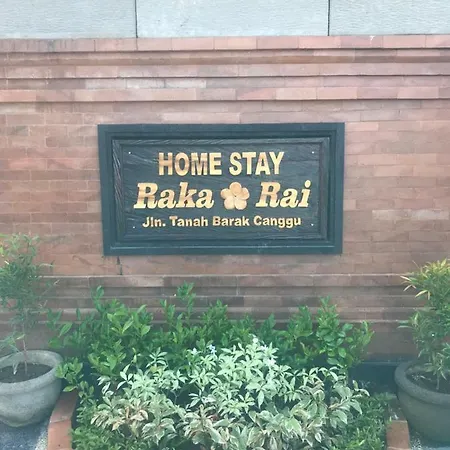 HOME STAY
Raka Rai
Jln. Tanah Barak Canggu